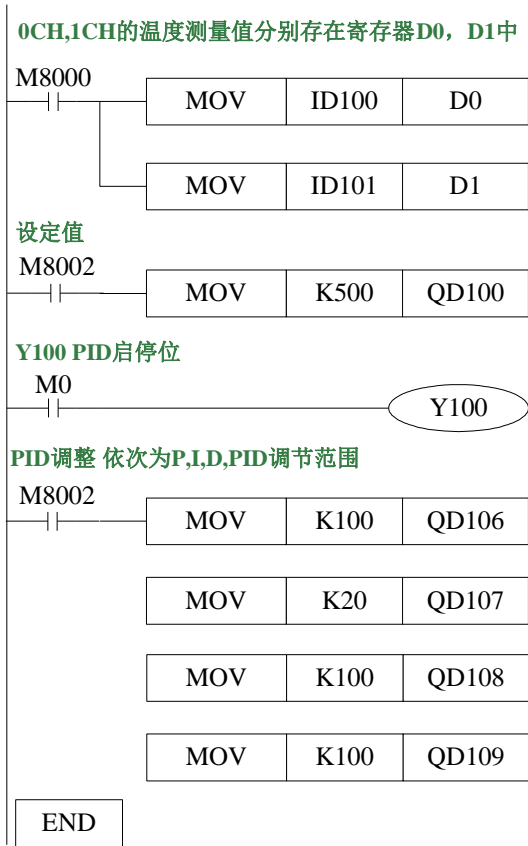 0CH,1CH的温度测量值分别存在寄存器D0，D1中
M8000
MOV ID100 D0
MOV ID101 D1
设定值
M8002
MOV K500 QD100
Y100 PID启停位
M0
Y100
PID调整 依次为P,I,D,PID调节范围
M8002
MOV K100 QD106
MOV K20 QD107
MOV K100 QD108
MOV K100 QD109
END